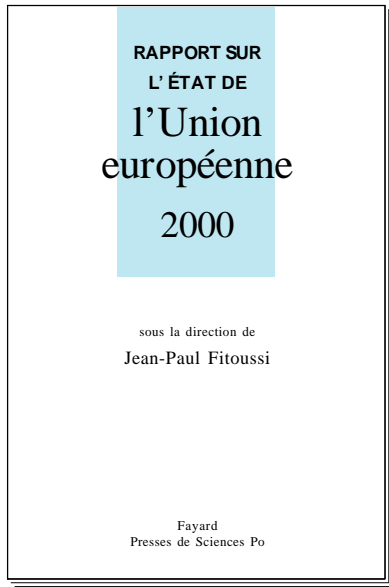 RAPPORT SUR
L' ÉTAT DE
l'Union
européenne
2000
sous la direction de
Jean-Paul Fitoussi
Fayard
Presses de Sciences Po